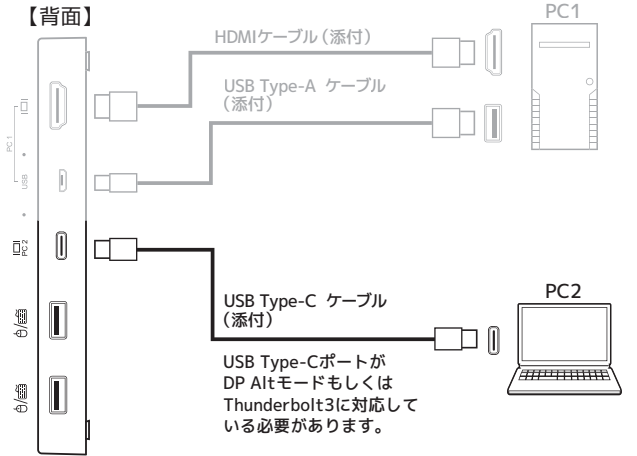 【背面】
PC1
HDMIケーブル（添付）
USB Type-A ケーブル
（添付）
PC 1
USB
PC 2
USB Type-C ケーブル
（添付）
PC2
USB Type-Cポートが
DP Altモードもしくは
Thunderbolt3に対応して
いる必要があります。